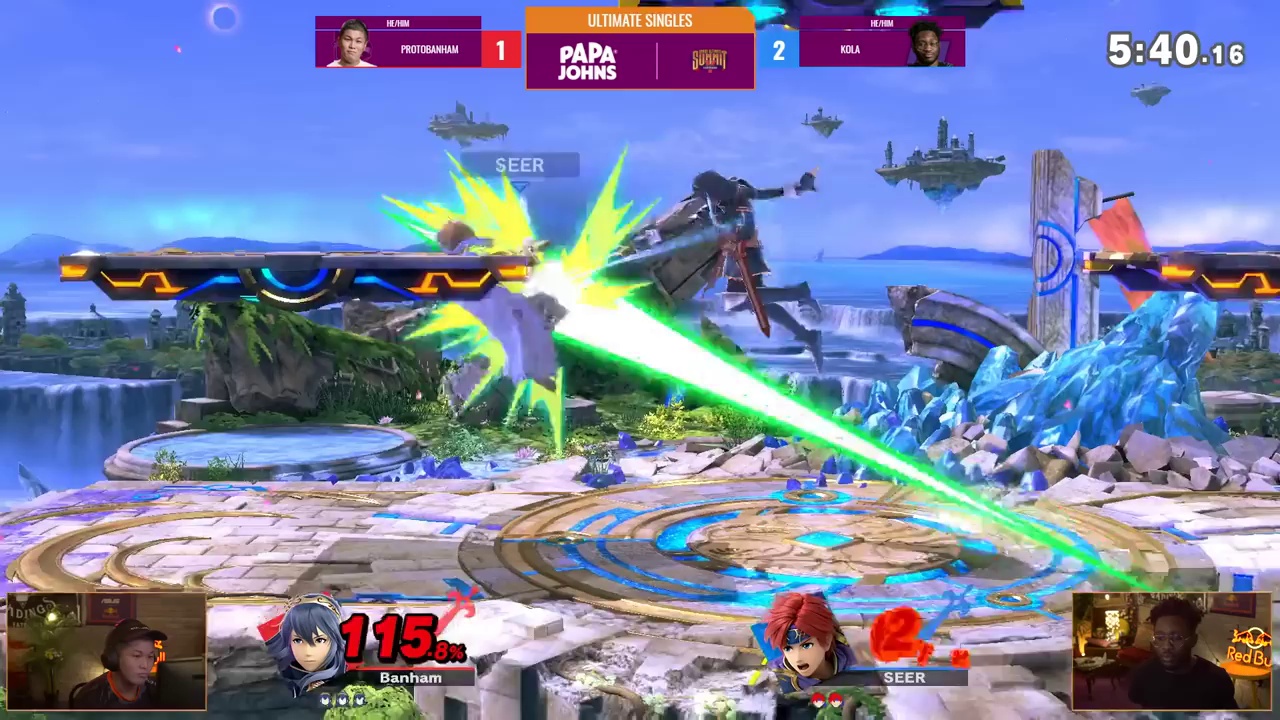 HE/HIM
PROTOBANHAM
1
ULTIMATE SINGLES
PAPA
JOHNS
SUMMIT
2
HE/HIM
KOLA
5:40.16
SEER
115.8%
Banham
SEER
Red Bu